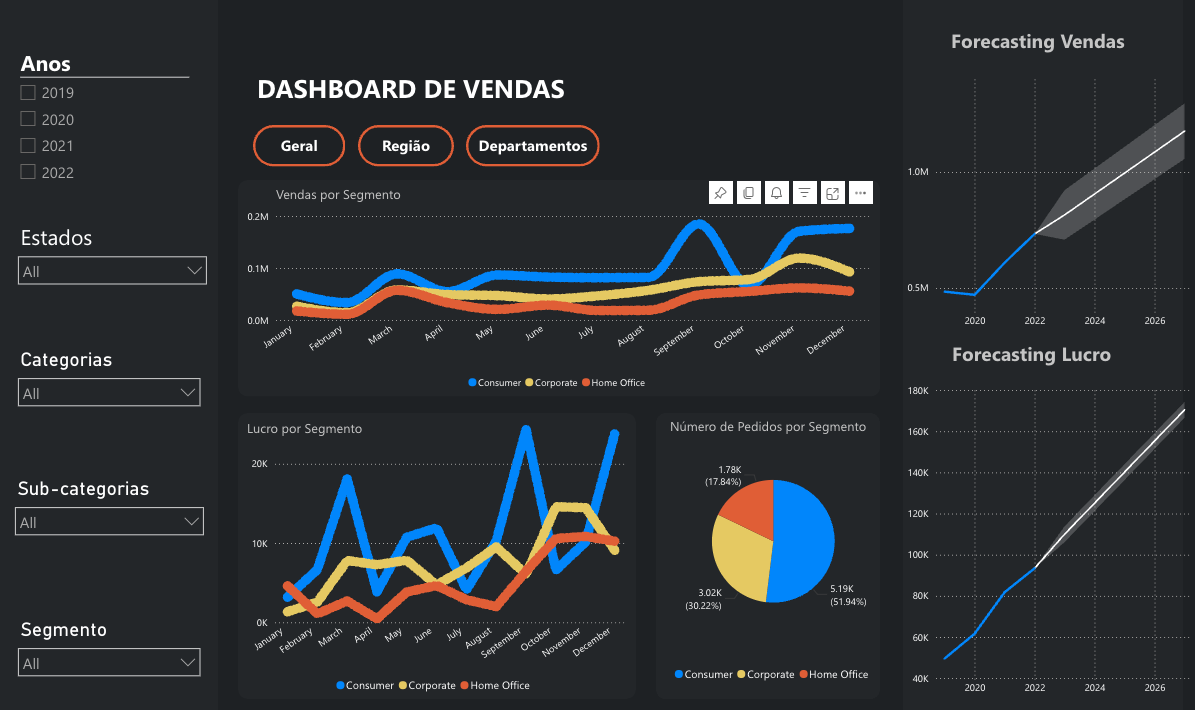 Anos
2019
2020
2021
2022
Estados
All
Categorias
All
Sub-categorias
All
Segmento
All
DASHBOARD DE VENDAS
Geral
Região
Departamentos
Vendas por Segmento
0.2M
0.1M
0.0M
January
February
March
April
May
June
July
August
September
October
November
December
Consumer Corporate Home Office
Lucro por Segmento
20K
10K
0K
January
February
March
April
May
June
July
August
September
October
November
December
Consumer Corporate Home Office
Número de Pedidos por Segmento
1.78K
(17.84%)
3.02K
(30.22%)
5.19K
(51.94%)
Consumer Corporate Home Office
Forecasting Vendas
1.0M
0.5M
2020 2022 2024 2026
Forecasting Lucro
180K
160K
140K
120K
100K
80K
60K
40K
2020 2022 2024 2026